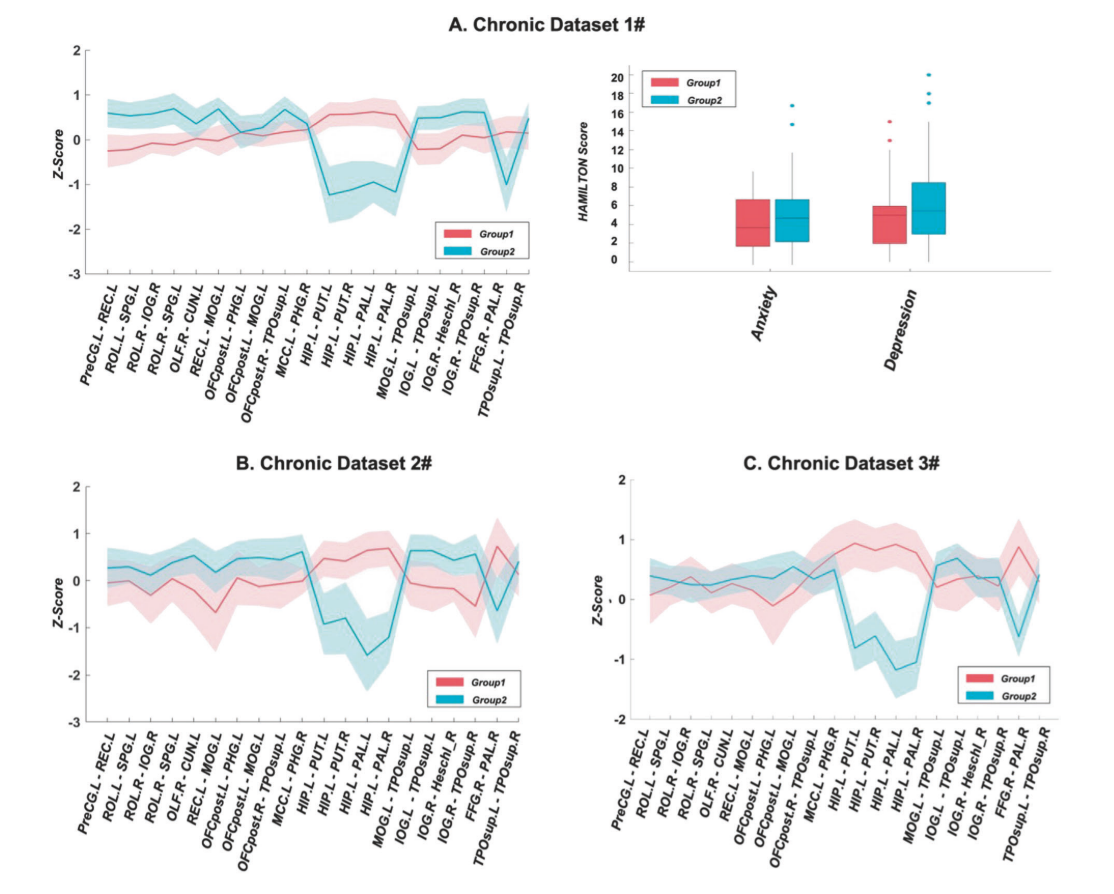 A. Chronic Dataset 1#
2
1
0
-1
-2
-3
Z-Score
Group1
Group2
PreCG.L - REC.L
ROL.L - SPG.L
ROL.R - IOG.R
ROL.R - SPG.L
OLF.R - CUN.L
REC.L - MOG.L
OFCpost.L - PHG.L
OFCpost.L - MOG.L
OFCpost.R - TPOsup.L
MCC.L - PHG.R
HIP.L - PUT.L
HIP.L - PUT.R
HIP.L - PAL.L
HIP.L - PAL.R
MOG.L - TPOsup.L
IOG.L - TPOsup.L
IOG.R - Heschl_R
IOG.R - TPOsup.R
FFG.R - PAL.R
TPOsup.L - TPOsup.R
20
18
16
14
12
10
8
6
4
2
0
HAMILTON Score
Group1
Group2
Anxiety
Depression
B. Chronic Dataset 2#
2
1
0
-1
-2
-3
Z-Score
Group1
Group2
PreCG.L - REC.L
ROL.L - SPG.L
ROL.R - IOG.R
ROL.R - SPG.L
OLF.R - CUN.L
REC.L - MOG.L
OFCpost.L - PHG.L
OFCpost.L - MOG.L
OFCpost.R - TPOsup.L
MCC.L - PHG.R
HIP.L - PUT.L
HIP.L - PUT.R
HIP.L - PAL.L
HIP.L - PAL.R
MOG.L - TPOsup.L
IOG.L - TPOsup.L
IOG.R - Heschl_R
IOG.R - TPOsup.R
FFG.R - PAL.R
TPOsup.L - TPOsup.R
C. Chronic Dataset 3#
2
1
0
-1
-2
Z-Score
Group1
Group2
PreCG.L - REC.L
ROL.L - SPG.L
ROL.R - IOG.R
ROL.R - SPG.L
OLF.R - CUN.L
REC.L - MOG.L
OFCpost.L - PHG.L
OFCpost.L - MOG.L
OFCpost.R - TPOsup.L
MCC.L - PHG.R
HIP.L - PUT.L
HIP.L - PUT.R
HIP.L - PAL.L
HIP.L - PAL.R
MOG.L - TPOsup.L
IOG.L - TPOsup.L
IOG.R - Heschl_R
IOG.R - TPOsup.R
FFG.R - PAL.R
TPOsup.L - TPOsup.R